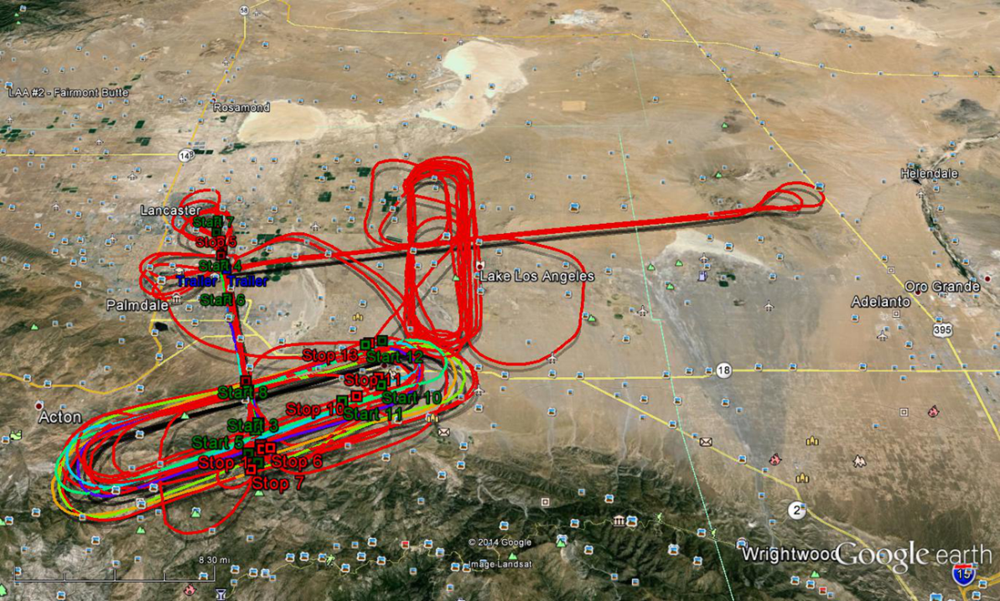 58
LAA #2 - Fairmont Butte
Rosamond
14
Helendale
Lancaster
Start 7
Stop 5
Start 4
Trailer Trailer
Lake Los Angeles
Oro Grande
Start 6
Palmdale
Adelanto
395
Stop 13
Start 12
18
Stop 11
Start 8
Start 10
Stop 10
Start 11
Acton
Start 3
Start 5
Stop 1
Stop 6
Stop 7
2
© 2014 Google
Image Landsat
8.30 mi
Wrightwood
Google earth
15